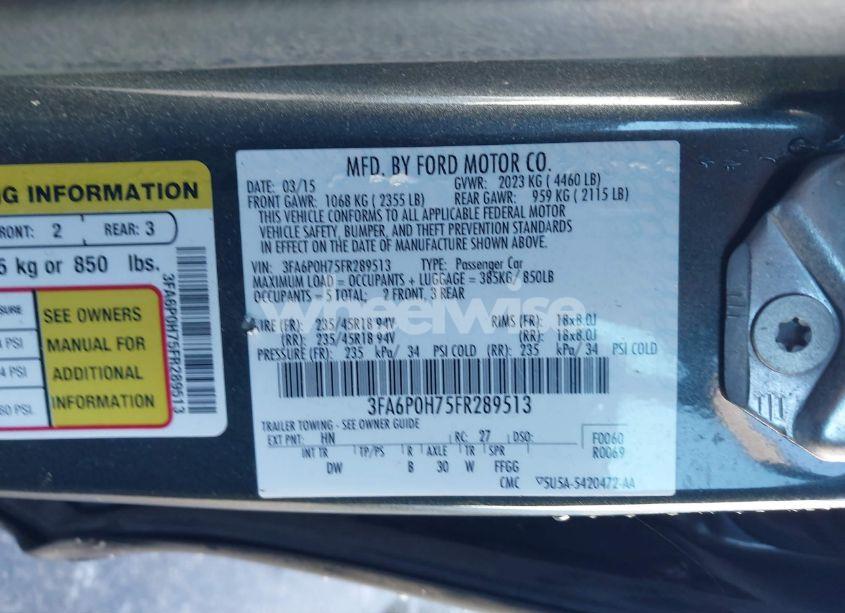 NG INFORMATION
FRONT: 2 REAR: 3
5 kg or 850 lbs.
SEE OWNERS
MANUAL FOR
ADDITIONAL
INFORMATION
PSI
4 PSI
60 PSI
3FA6P0H75FR289513
MFD. BY FORD MOTOR CO.
DATE: 03/15 GVWR: 2023 KG ( 4460 LB)
FRONT GAWR: 1068 KG ( 2355 LB) REAR GAWR: 959 KG ( 2115 LB)
THIS VEHICLE CONFORMS TO ALL APPLICABLE FEDERAL MOTOR
VEHICLE SAFETY, BUMPER, AND THEFT PREVENTION STANDARDS
IN EFFECT ON THE DATE OF MANUFACTURE SHOWN ABOVE.
VIN: 3FA6P0H75FR289513 TYPE: Passenger Car
MAXIMUM LOAD = OCCUPANTS + LUGGAGE = 385KG / 850LB
OCCUPANTS - 5 TOTAL: 2 FRONT, 3 REAR
TIRE (FR): 235/45R18 94V RIMS (FR): 18x8.0J
(RR): 235/45R18 94V (RR): 18x8.0J
PRESSURE (FR): 235 kPa/ 34 PSI COLD (RR): 235 kPa/ 34 PSI COLD
3FA6P0H75FR289513
TRAILER TOWING - SEE OWNER GUIDE
EXT PNT: HN RC: 27 DSO: F0060
INT TR TP/PS R AXLE TR SPR R0069
DW B 30 W FFGG
CMC 5U5A-5420472-AA
wheelwise